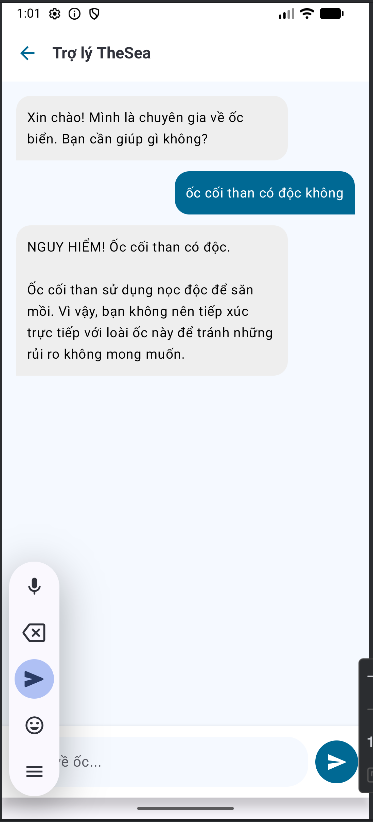 1:01
Trợ lý TheSea
Xin chào! Mình là chuyên gia về ốc
biển. Bạn cần giúp gì không?
ốc cối than có độc không
NGUY HIỂM! Ốc cối than có độc.
Ốc cối than sử dụng nọc độc để săn
mồi. Vì vậy, bạn không nên tiếp xúc
trực tiếp với loài ốc này để tránh những
rủi ro không mong muốn.
ốc...